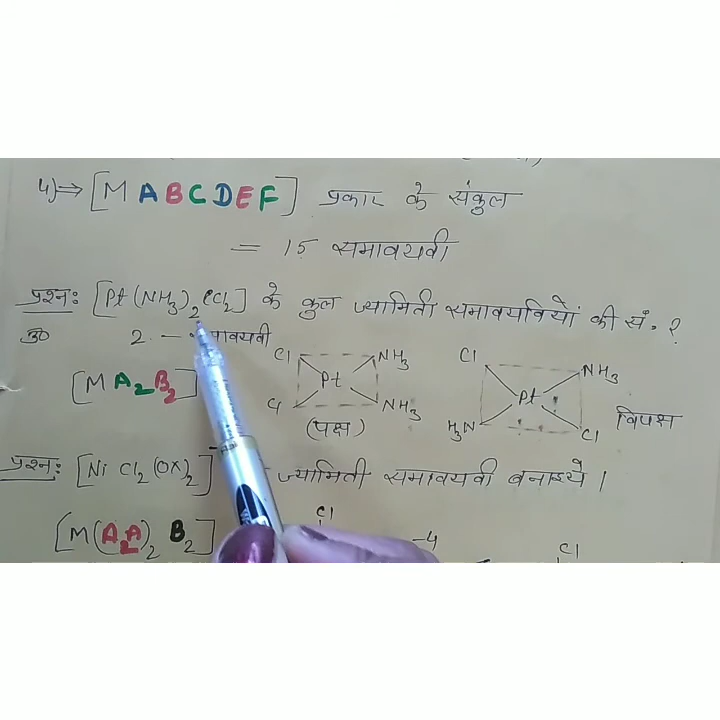 4)⇒ [M A B C D E F] प्रकार के संकुल
= 15 समावयवी
प्रश्न: [Pt(NH3)2 Cl2] के कुल ज्यामिती समावयवियों की सं. ?
उ० 2 -
Cl NH3 Cl NH3
[M A2 B2] Pt Pt
Cl NH3 H3N Cl विपक्ष
(पक्ष)
प्रश्न: [Ni Cl2 (OX)2] ज्यामिती समावयवी बनाइये।
[M(AA)2 B2] Cl -4 Cl